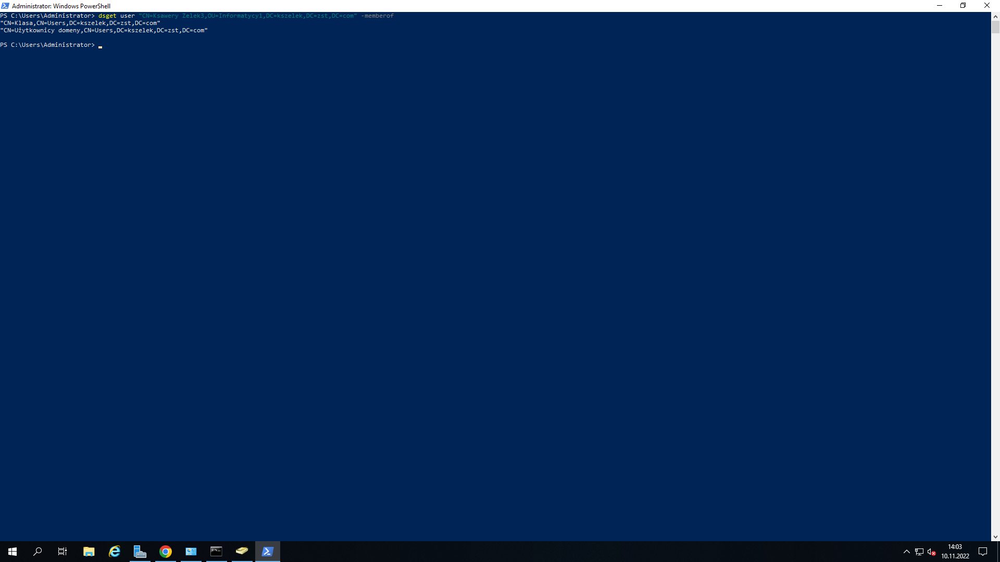 Administrator: Windows PowerShell
PS C:\Users\Administrator> dsget user "CN=Ksawery Zelek3,OU=Informatycy1,DC=kszelek,DC=zst,DC=com" -memberof
"CN=Klasa,CN=Users,DC=kszelek,DC=zst,DC=com"
"CN=Użytkownicy domeny,CN=Users,DC=kszelek,DC=zst,DC=com"
PS C:\Users\Administrator>
14:03
10.11.2022